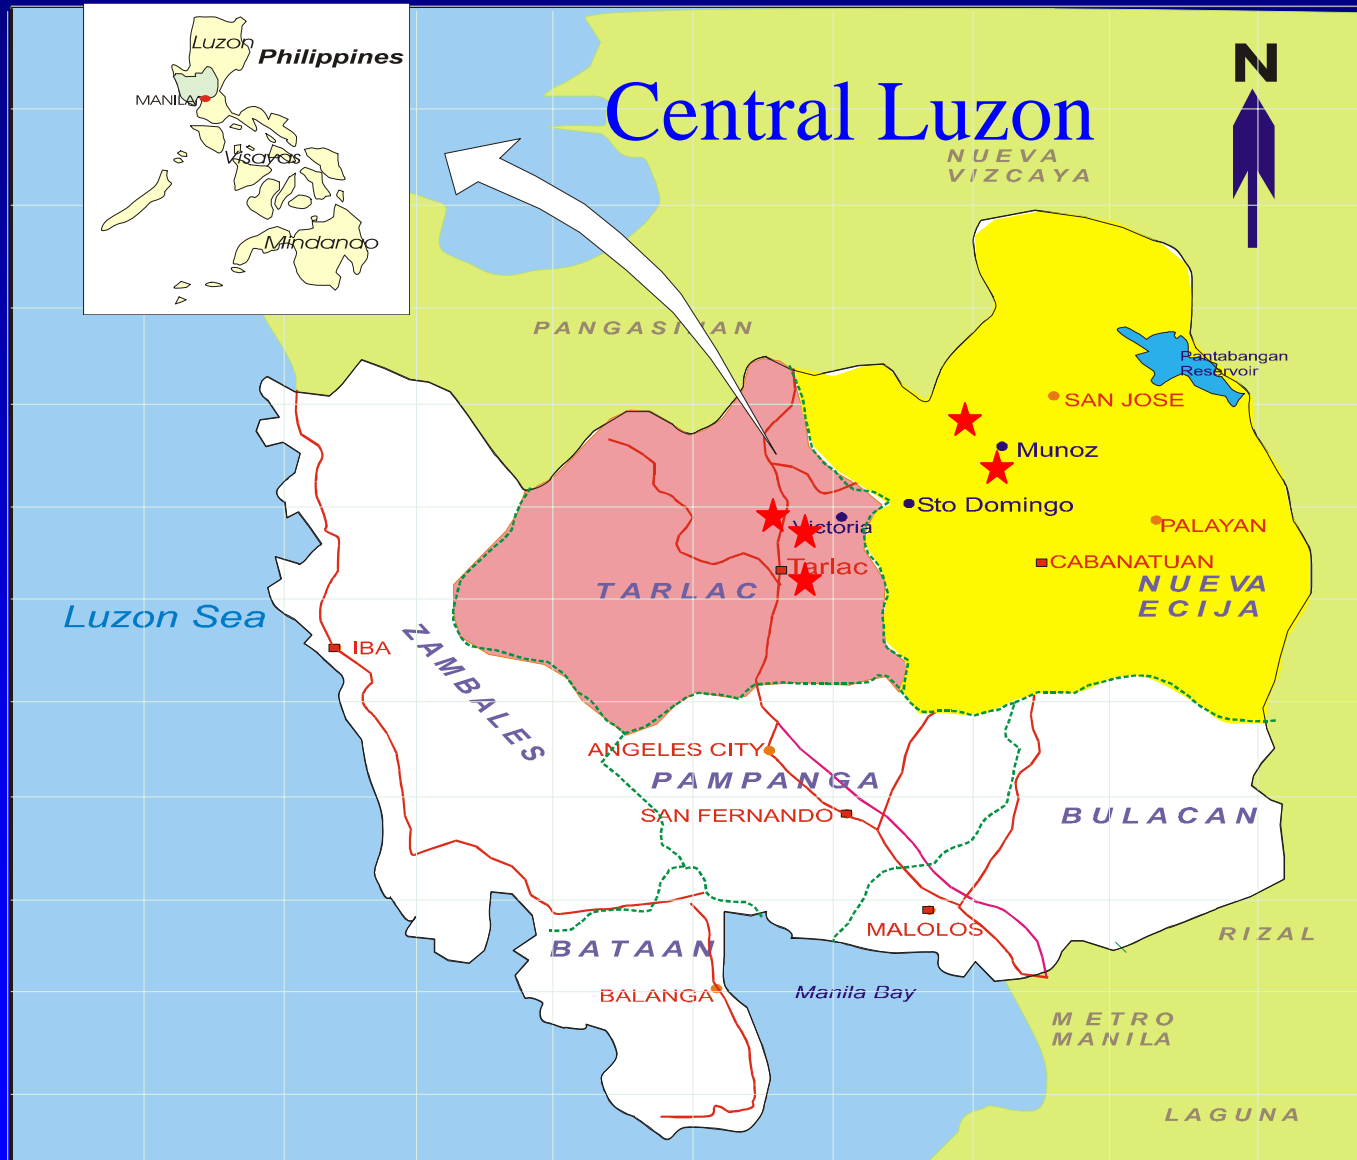 Luzon
Philippines
MANILA
Visayas
Mindanao
N
Central Luzon
NUEVA
VIZCAYA
PANGASINAN
Pantabangan
Reservoir
SAN JOSE
Munoz
Sto Domingo
Victoria
PALAYAN
CABANATUAN
Tarlac
TARLAC
NUEVA
ECIJA
Luzon Sea
IBA
ZAMBALES
ANGELES CITY
PAMPANGA
SAN FERNANDO
BULACAN
MALOLOS
RIZAL
BATAAN
BALANGA
Manila Bay
METRO
MANILA
LAGUNA